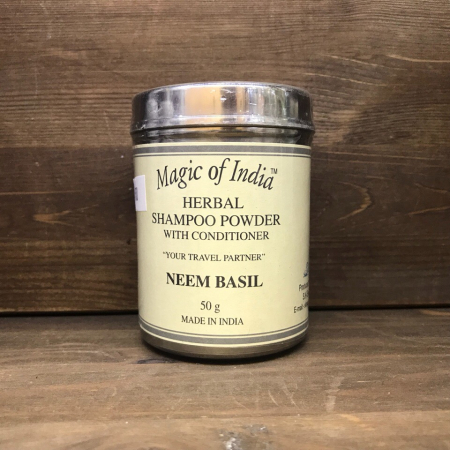 Magic of India™
HERBAL
SHAMPOO POWDER
WITH CONDITIONER
"YOUR TRAVEL PARTNER"
NEEM BASIL
50 g
MADE IN INDIA